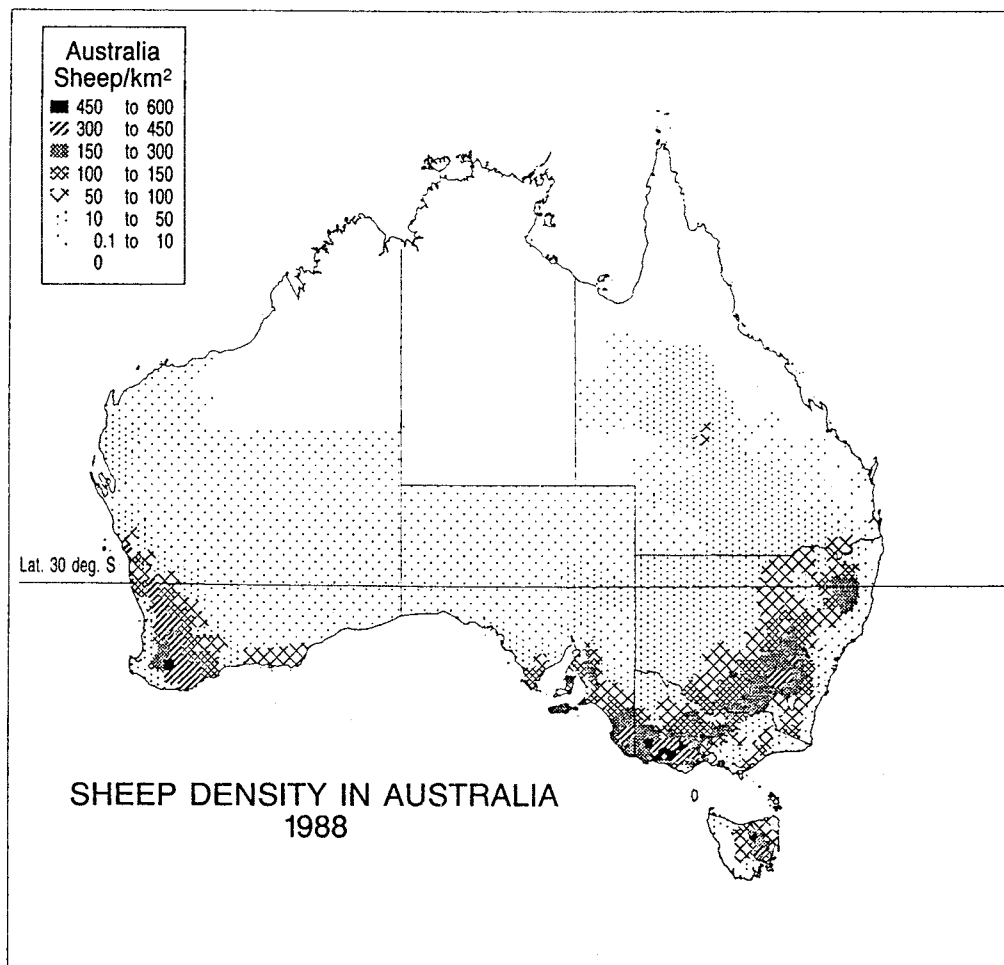 Australia
Sheep/km²
450 to 600
300 to 450
150 to 300
100 to 150
50 to 100
10 to 50
0.1 to 10
0
Lat. 30 deg. S
SHEEP DENSITY IN AUSTRALIA
1988